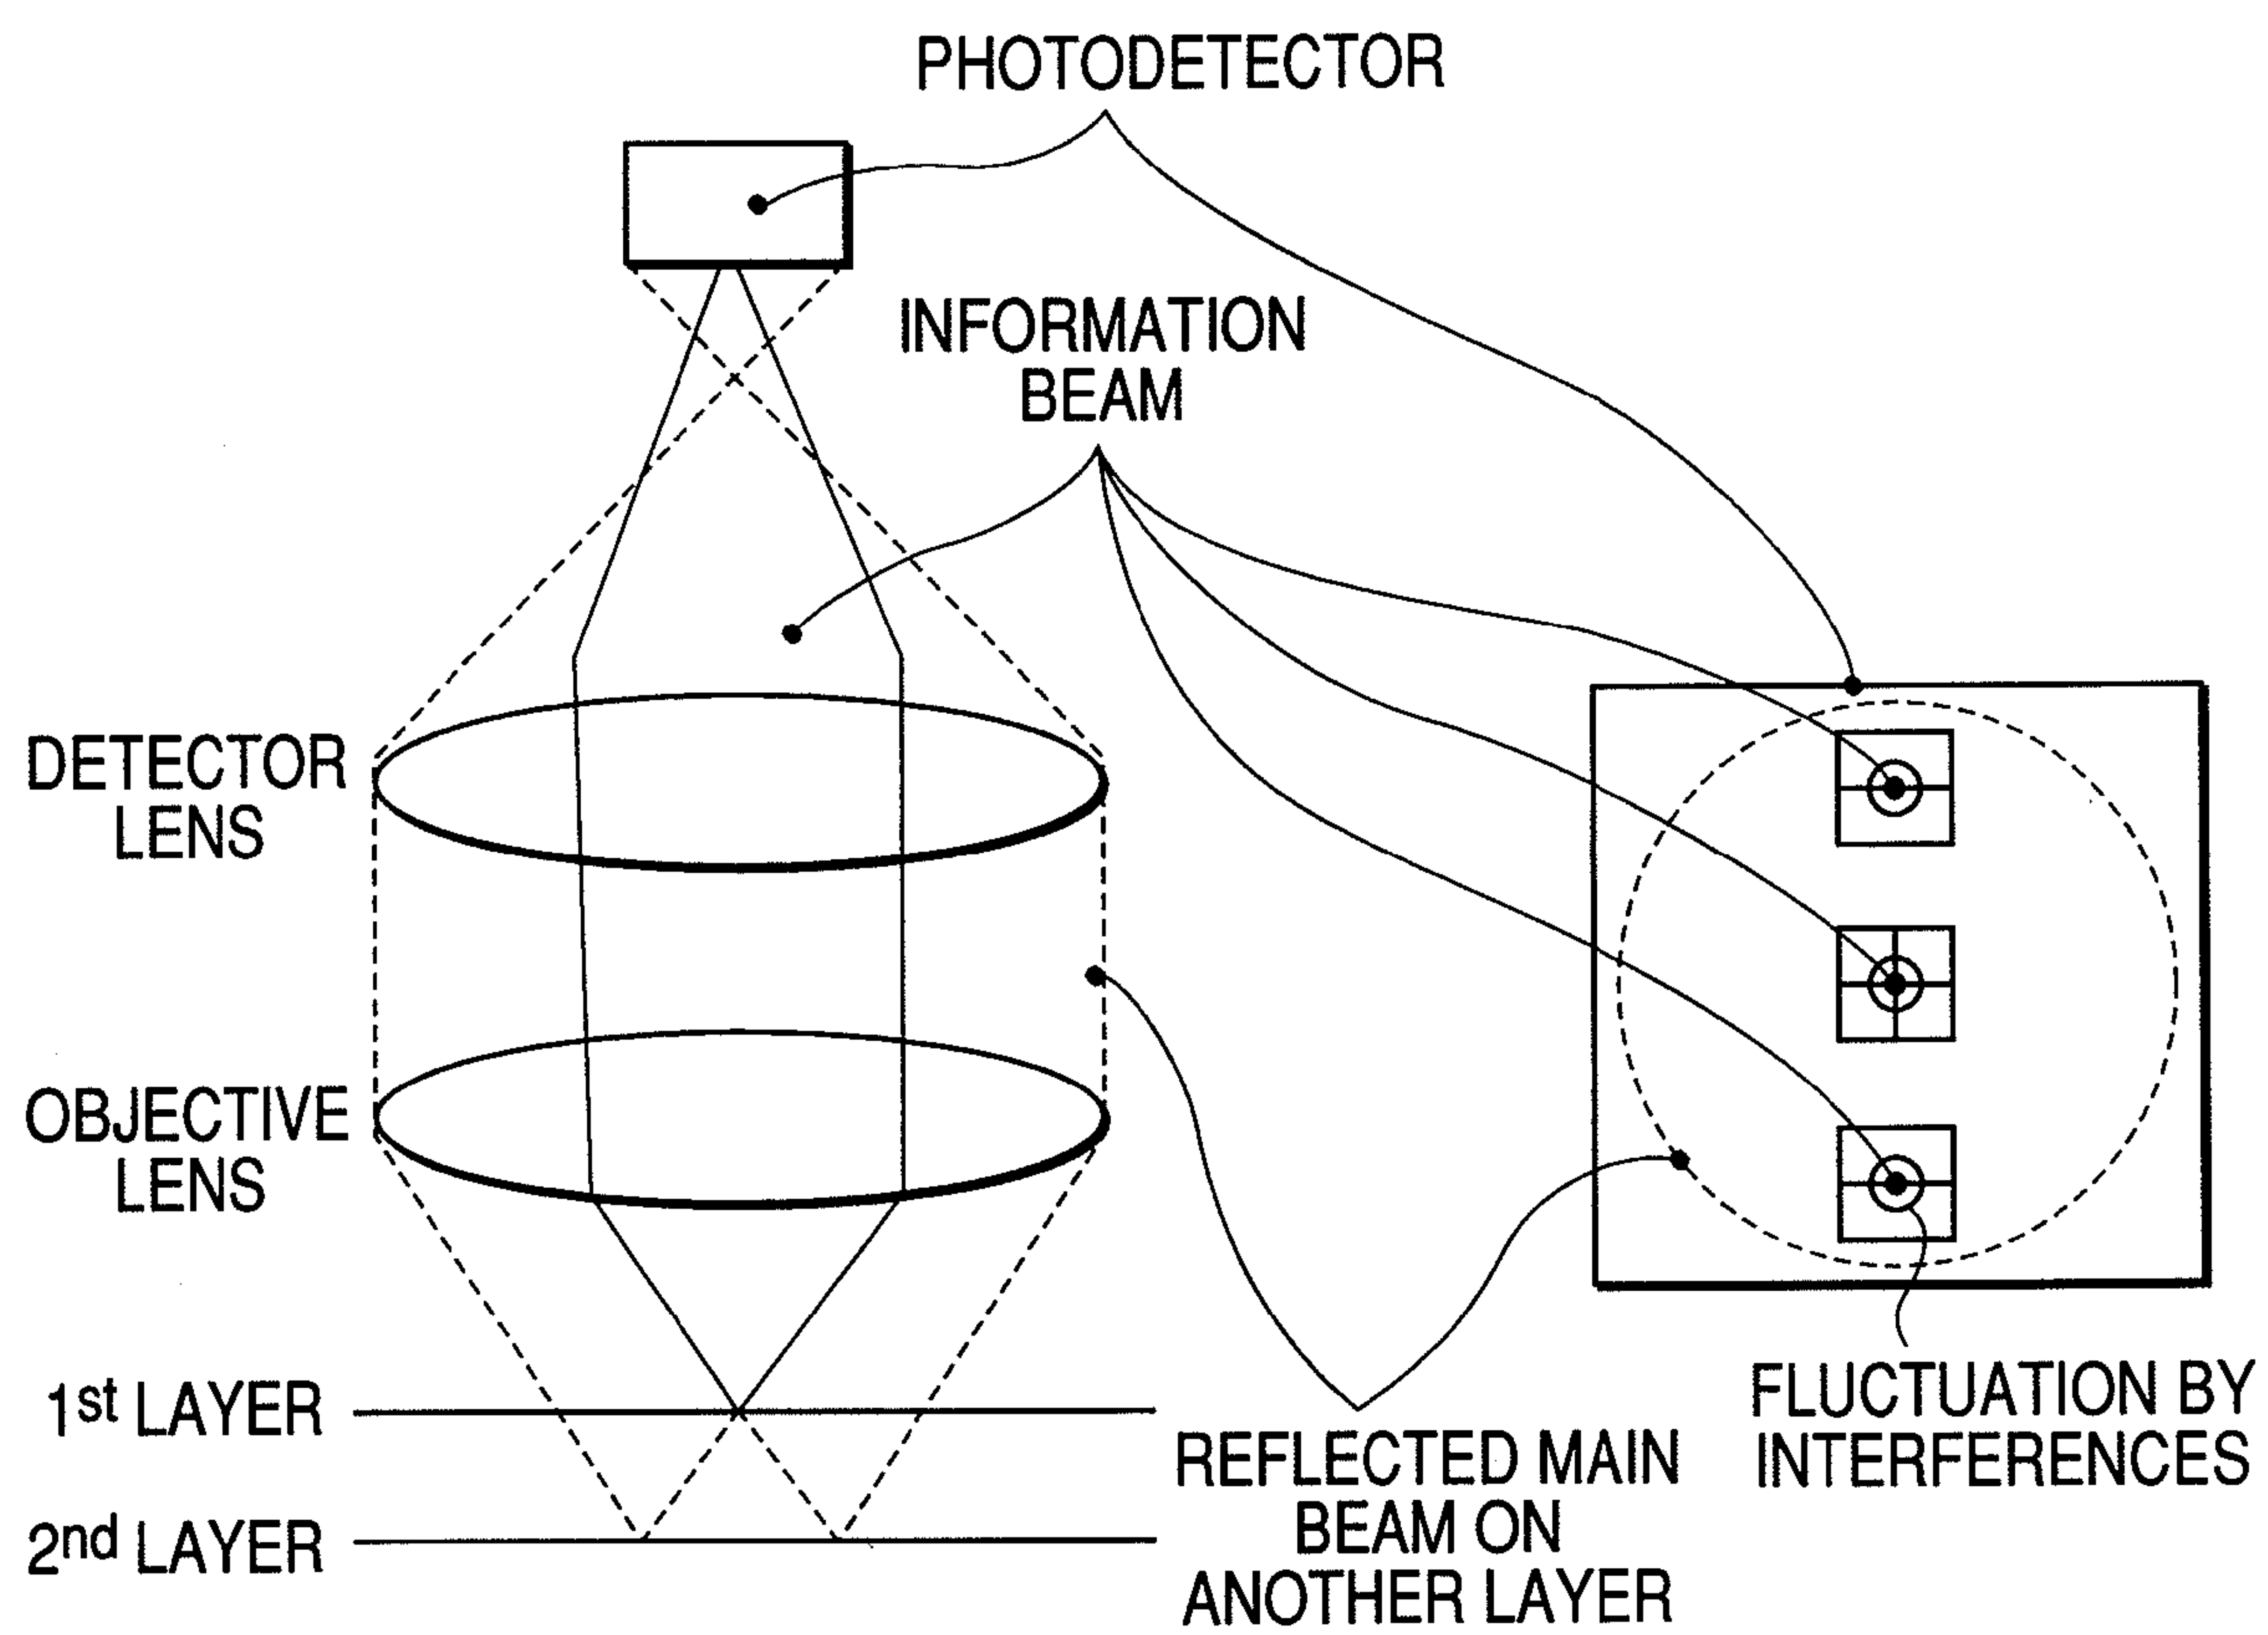 PHOTODETECTOR
INFORMATION
BEAM
DETECTOR
LENS
OBJECTIVE
LENS
1st LAYER
2nd LAYER
REFLECTED MAIN
BEAM ON
ANOTHER LAYER
FLUCTUATION BY
INTERFERENCES